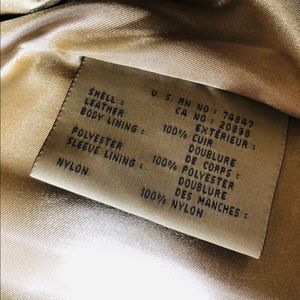 U. S. RN NO : 74947
CA NO : 20898
SHELL : EXTÉRIEUR :
LEATHER 100% CUIR
BODY LINING : DOUBLURE
DE CORPS :
POLYESTER 100% POLYESTER
SLEEVE LINING : DOUBLURE
DES MANCHES :
NYLON 100% NYLON